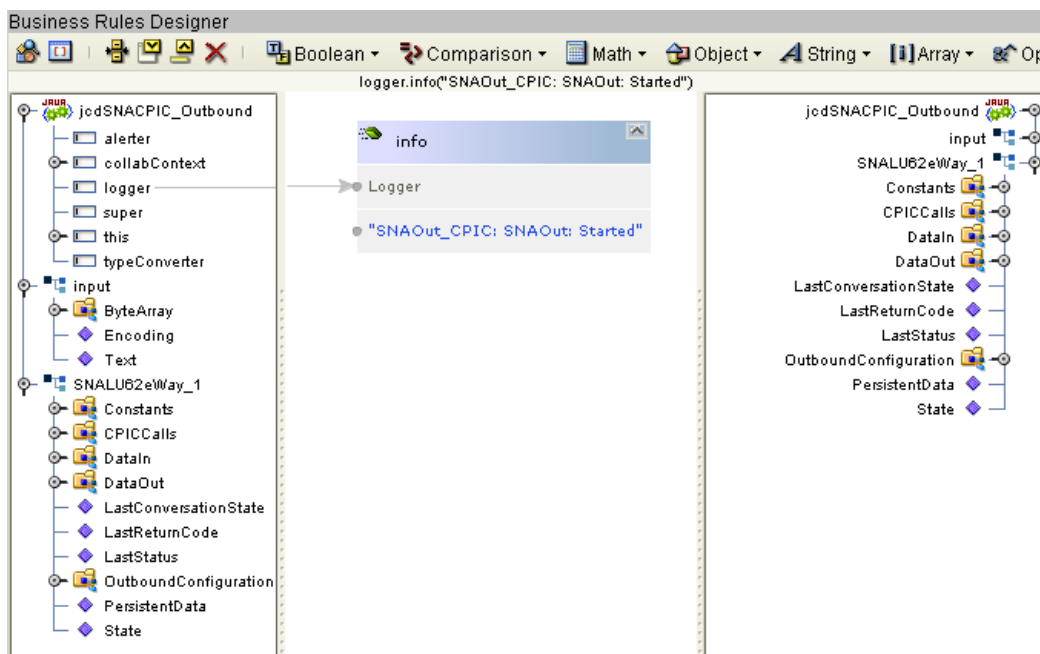 Business Rules Designer
Boolean Comparison Math Object String [i] Array Op
logger.info("SNAOut_CPIC: SNAOut: Started")
JAVA
jcdSNACPIC_Outbound
alerter
collabContext
logger
super
this
typeConverter
input
ByteArray
Encoding
Text
SNALU62eWay_1
Constants
CPICCalls
DataIn
DataOut
LastConversationState
LastReturnCode
LastStatus
OutboundConfiguration
PersistentData
State
info
Logger
"SNAOut_CPIC: SNAOut: Started"
jcdSNACPIC_Outbound
JAVA
input
SNALU62eWay_1
Constants
CPICCalls
DataIn
DataOut
LastConversationState
LastReturnCode
LastStatus
OutboundConfiguration
PersistentData
State